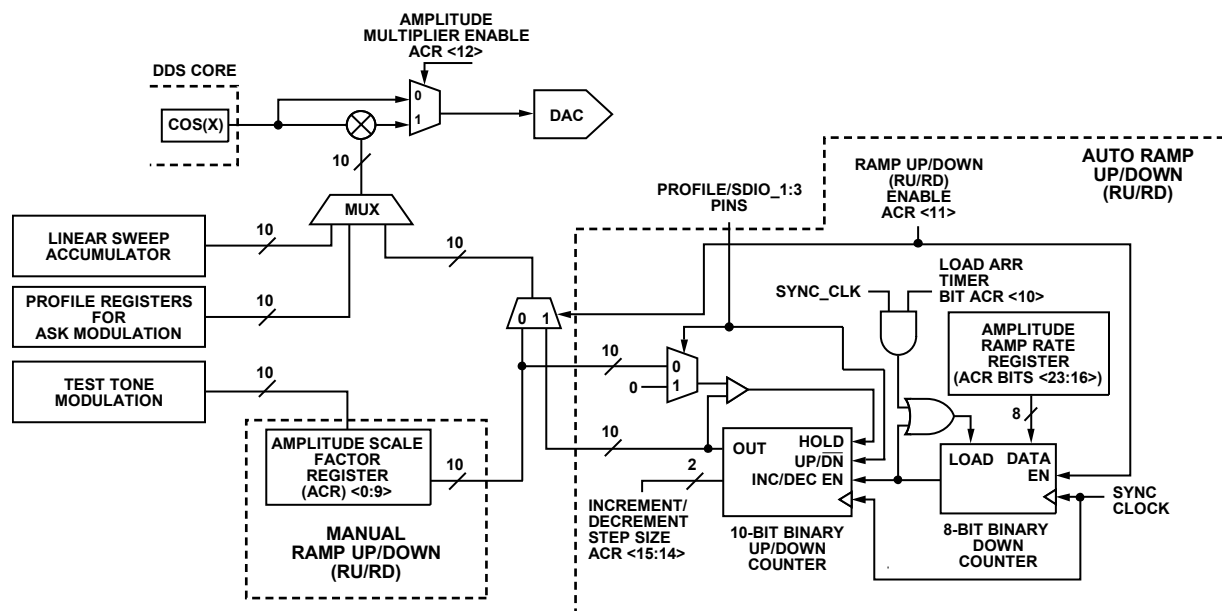 AMPLITUDE
MULTIPLIER ENABLE
ACR <12>
DDS CORE
COS(X)
0
1
DAC
10
MUX
LINEAR SWEEP
ACCUMULATOR
10
PROFILE REGISTERS
FOR
ASK MODULATION
10
TEST TONE
MODULATION
10
10
0 1
AMPLITUDE SCALE
FACTOR
REGISTER
(ACR) <0:9>
10
MANUAL
RAMP UP/DOWN
(RU/RD)
AUTO RAMP
UP/DOWN
(RU/RD)
PROFILE/SDIO_1:3
PINS
RAMP UP/DOWN
(RU/RD)
ENABLE
ACR <11>
SYNC_CLK
LOAD ARR
TIMER
BIT ACR <10>
AMPLITUDE
RAMP RATE
REGISTER
(ACR BITS <23:16>)
8
10
0
0
1
10
2
INCREMENT/
DECREMENT
STEP SIZE
ACR <15:14>
OUT
HOLD
UP/DN
INC/DEC EN
10-BIT BINARY
UP/DOWN
COUNTER
LOAD
DATA
EN
8-BIT BINARY
DOWN
COUNTER
SYNC
CLOCK